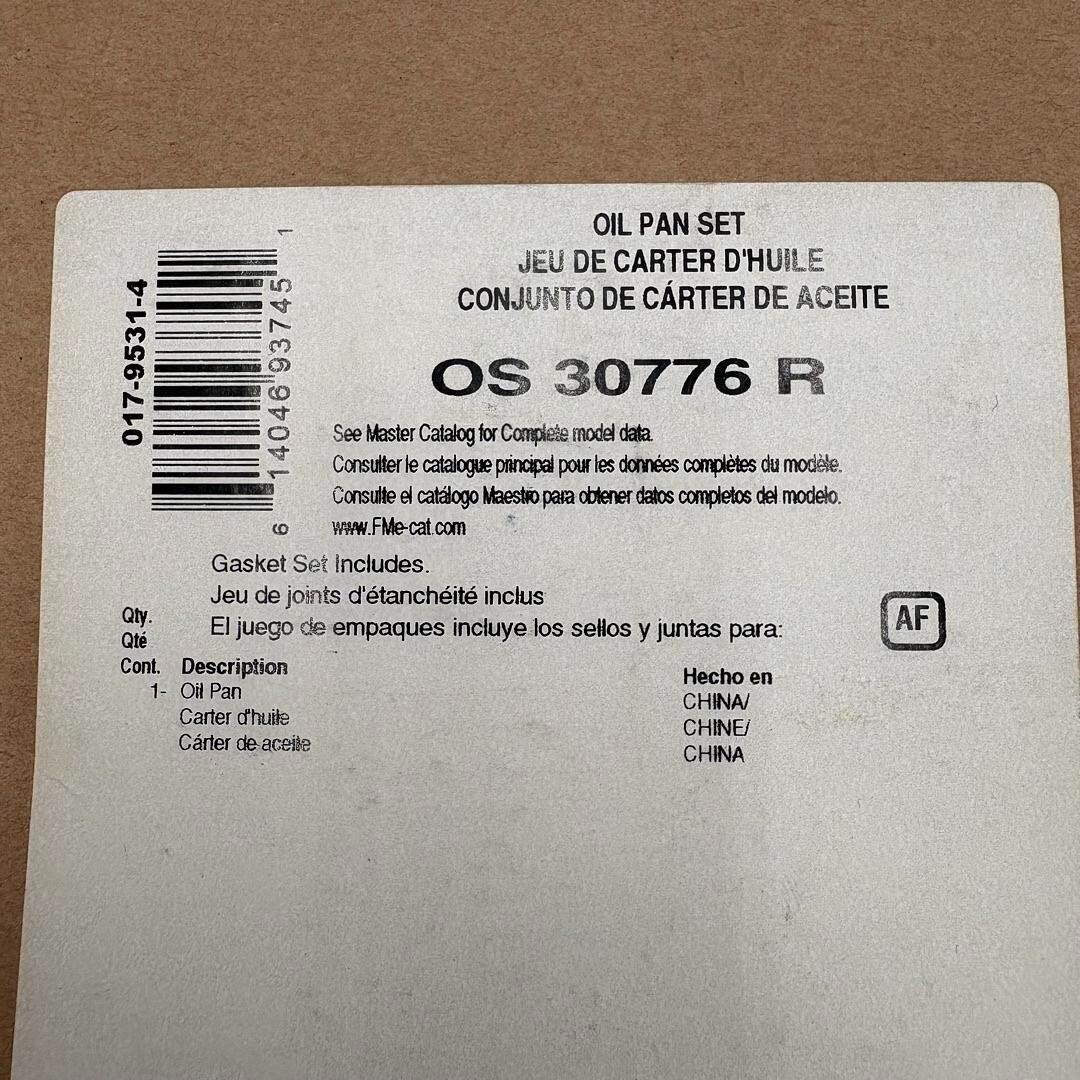 OIL PAN SET
JEU DE CARTER D'HUILE
CONJUNTO DE CÁRTER DE ACEITE
017-9531-4
6 14046 93745 1
OS 30776 R
See Master Catalog for Complete model data.
Consulter le catalogue principal pour les données complètes du modèle.
Consulte el catálogo Maestro para obtener datos completos del modelo.
www.FMe-cat.com
Gasket Set Includes.
Jeu de joints d'étanchéité inclus
El juego de empaques incluye los sellos y juntas para:
AF
Qty.
Qté
Cont. Description
1- Oil Pan
Carter d'huile
Cárter de aceite
Hecho en
CHINA/
CHINE/
CHINA